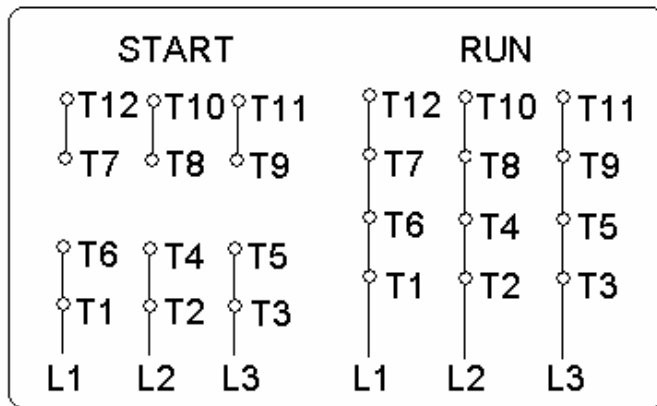 START RUN
T12 T10 T11 T12 T10 T11
T7 T8 T9 T7 T8 T9
T6 T4 T5
T6 T4 T5
T1 T2 T3
T1 T2 T3
L1 L2 L3 L1 L2 L3